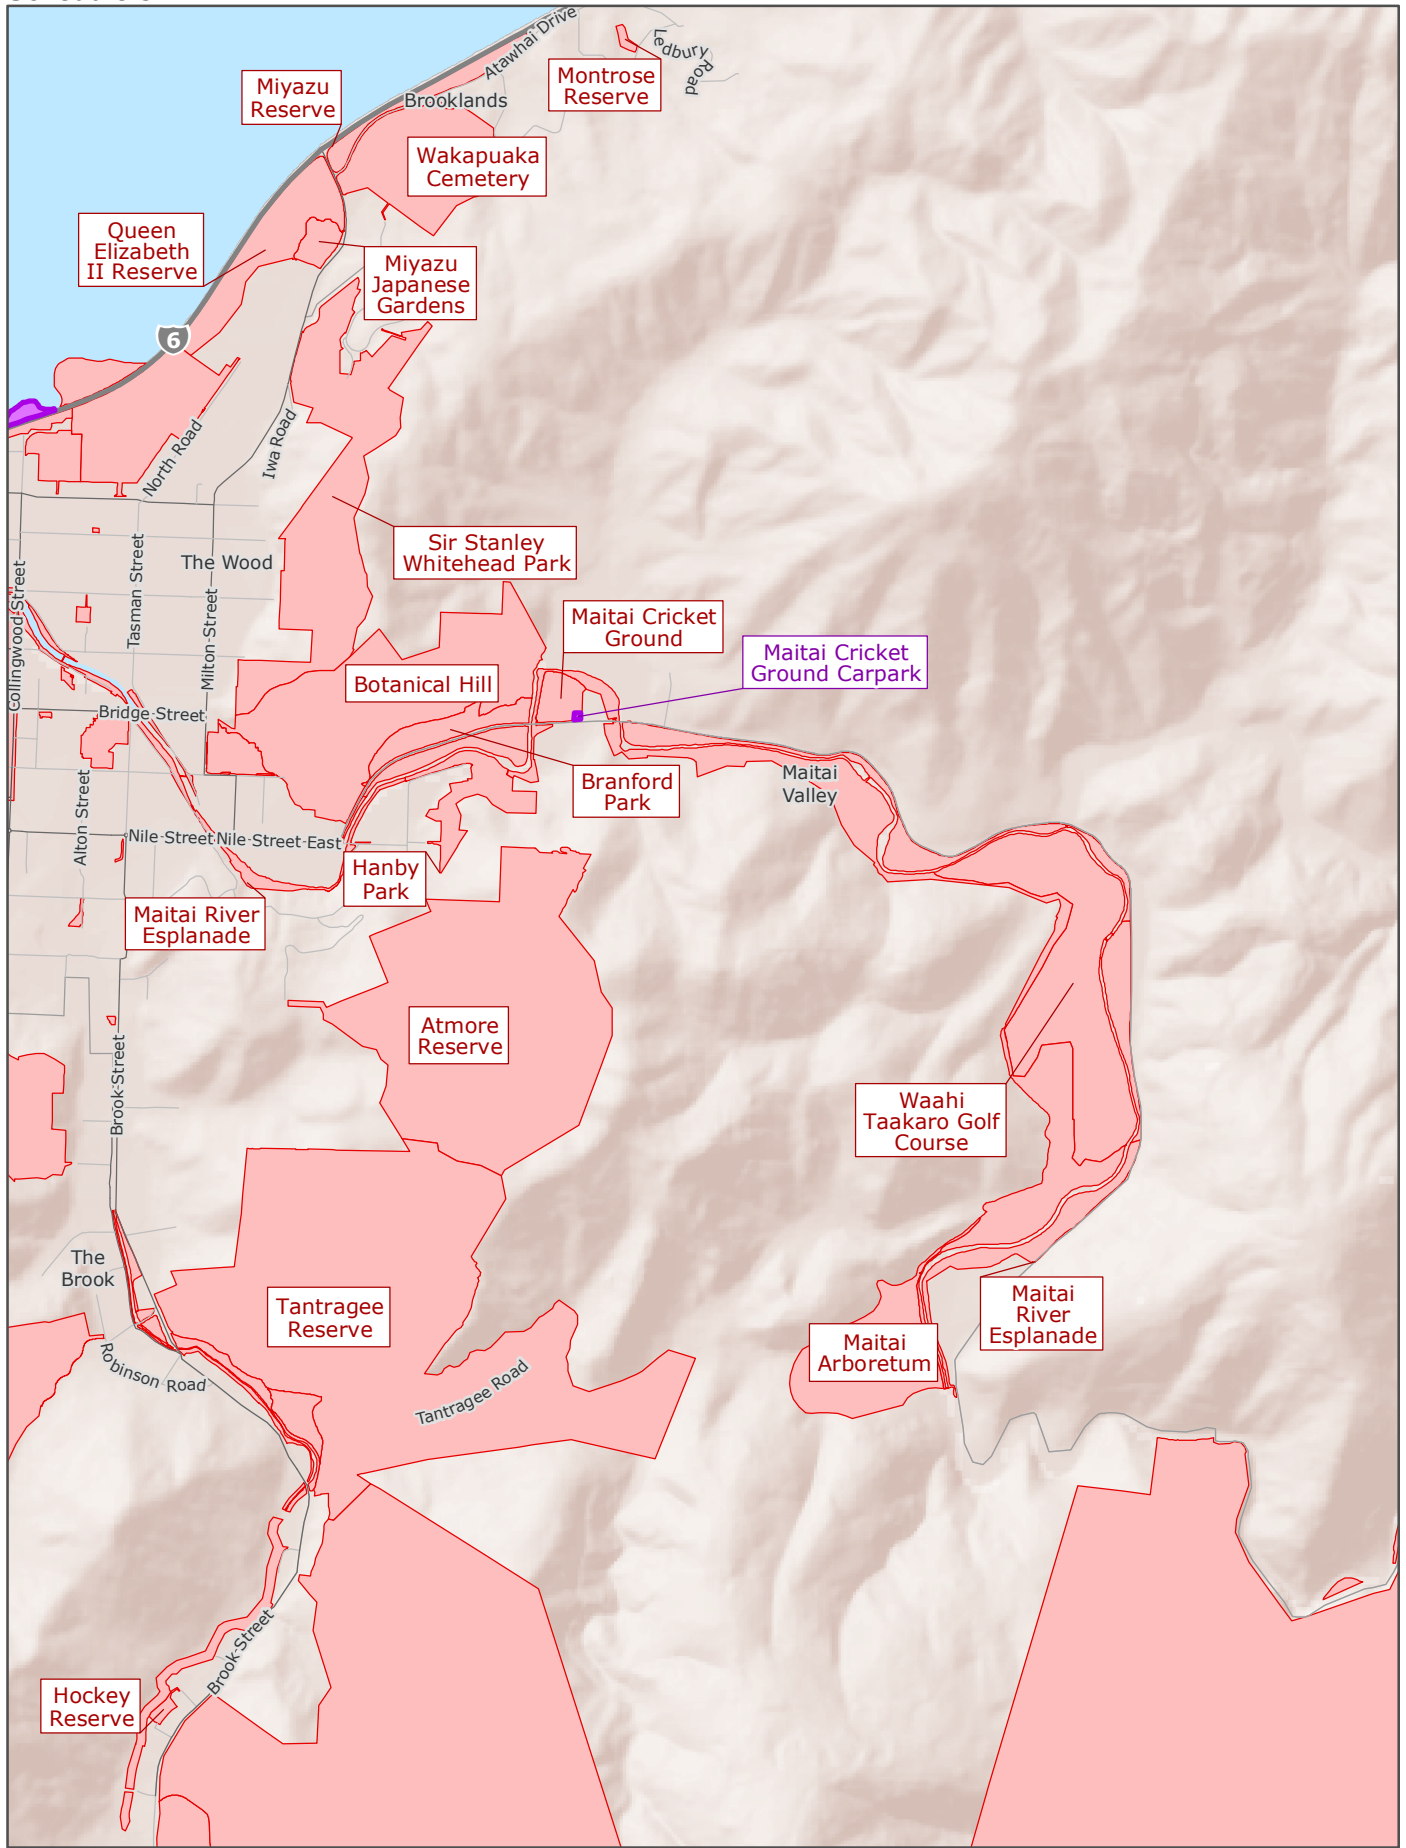 Atawhai Drive
Ledbury
Road
Montrose
Reserve
Miyazu
Reserve
Brooklands
Wakapuaka
Cemetery
Queen
Elizabeth
II Reserve
Miyazu
Japanese
Gardens
6
North Road
Iwa Road
Sir Stanley
Whitehead Park
The Wood
Tasman Street
Collingwood Street
Milton Street
Maitai Cricket
Ground
Maitai Cricket
Ground Carpark
Botanical Hill
Bridge Street
Branford
Park
Maitai
Valley
Alton Street
Nile Street
Nile Street East
Hanby
Park
Maitai River
Esplanade
Atmore
Reserve
Brook Street
Waahi
Taakaro Golf
Course
The
Brook
Tantragee
Reserve
Maitai
River
Esplanade
Maitai
Arboretum
Robinson Road
Tantragee Road
Brook Street
Hockey
Reserve